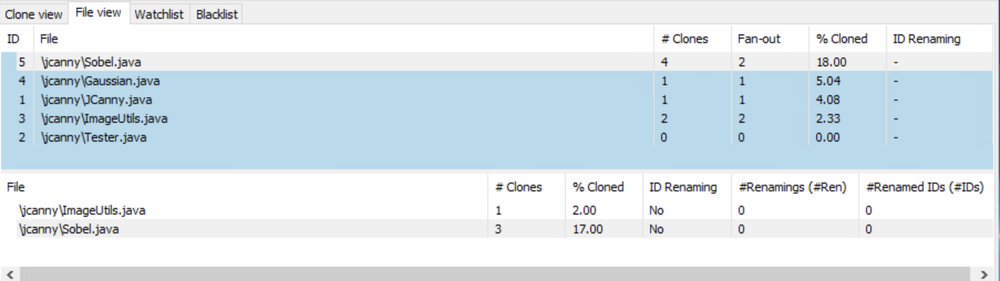 Clone view File view Watchlist Blacklist
ID File # Clones Fan-out % Cloned ID Renaming
5 \jcanny\Sobel.java 4 2 18.00 -
4 \jcanny\Gaussian.java 1 1 5.04 -
1 \jcanny\JCanny.java 1 1 4.08 -
3 \jcanny\ImageUtils.java 2 2 2.33 -
2 \jcanny\Tester.java 0 0 0.00 -
File # Clones % Cloned ID Renaming #Renamings (#Ren) #Renamed IDs (#IDs)
\jcanny\ImageUtils.java 1 2.00 No 0 0
\jcanny\Sobel.java 3 17.00 No 0 0